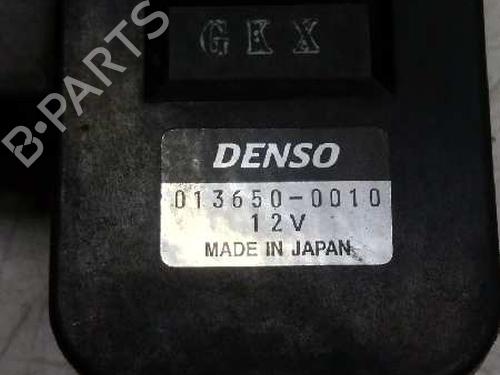 GEX
B-PARTS
DENSO
013650-0010
12V
MADE IN JAPAN